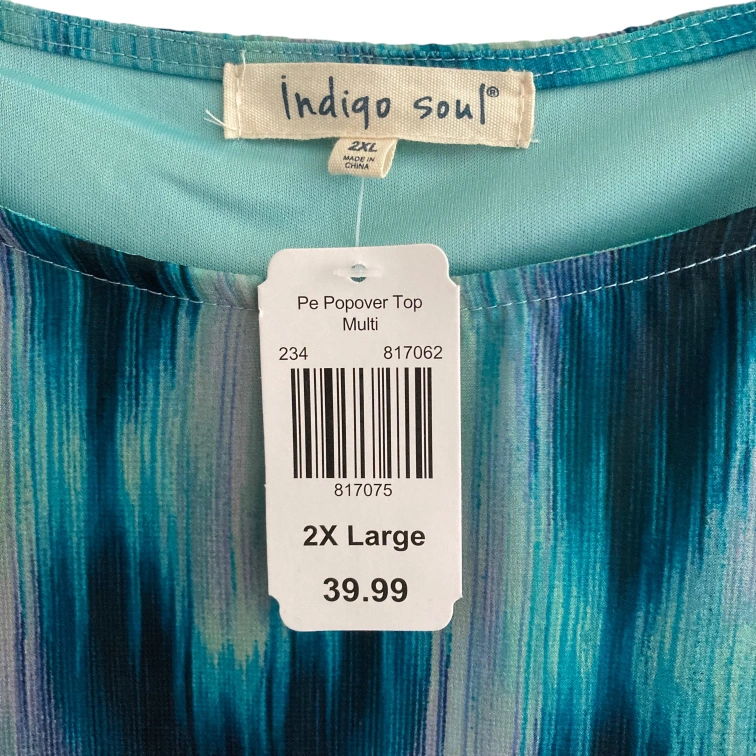 indigo soul®
2XL
MADE IN
CHINA
Pe Popover Top
Multi
234 817062
817075
2X Large
39.99